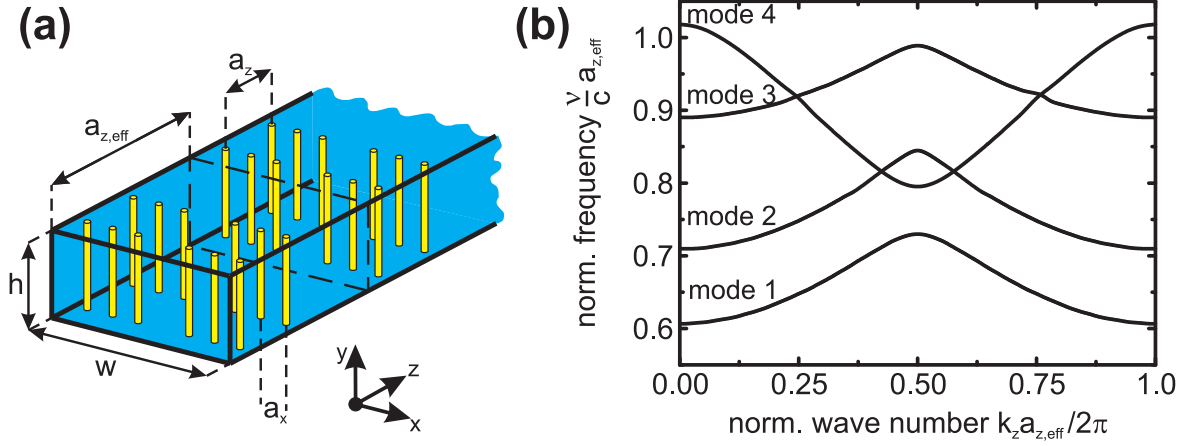 (a)
a_z
a_z,eff
h
w
a_x
y
z
x
(b)
mode 4
mode 3
mode 2
mode 1
1.0
0.9
0.8
0.7
0.6
0.00
0.25
0.50
0.75
1.0
norm. frequency ν/c a_z,eff
norm. wave number k_z a_z,eff/2π